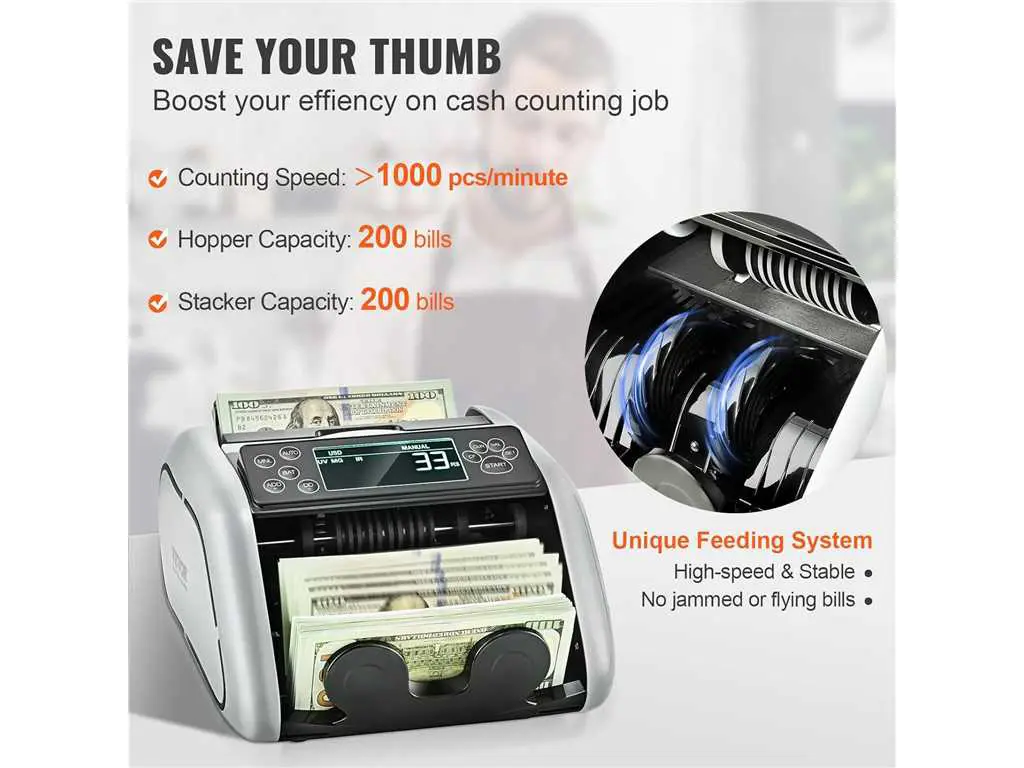 SAVE YOUR THUMB
Boost your effiency on cash counting job
Counting Speed: >1000 pcs/minute
Hopper Capacity: 200 bills
Stacker Capacity: 200 bills
100
USD
MANUAL
UV MG IR
33
AUTO
BAT
ADD
START
Unique Feeding System
High-speed & Stable
No jammed or flying bills
100